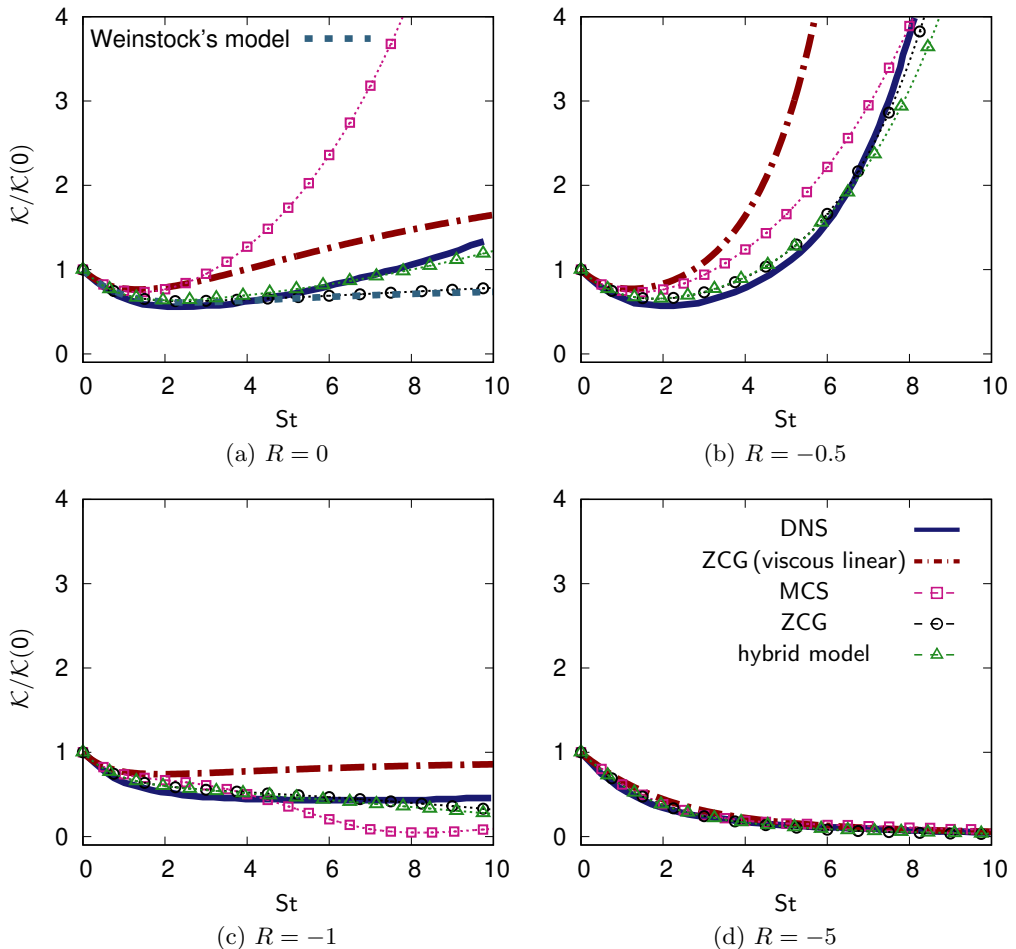 4
3
2
1
0
0
2
4
6
8
10
K/K(0)
St
Weinstock's model
(a) R = 0
4
3
2
1
0
0
2
4
6
8
10
St
(b) R = −0.5
4
3
2
1
0
0
2
4
6
8
10
K/K(0)
St
(c) R = −1
4
3
2
1
0
0
2
4
6
8
10
St
DNS
ZCG (viscous linear)
MCS
ZCG
hybrid model
(d) R = −5